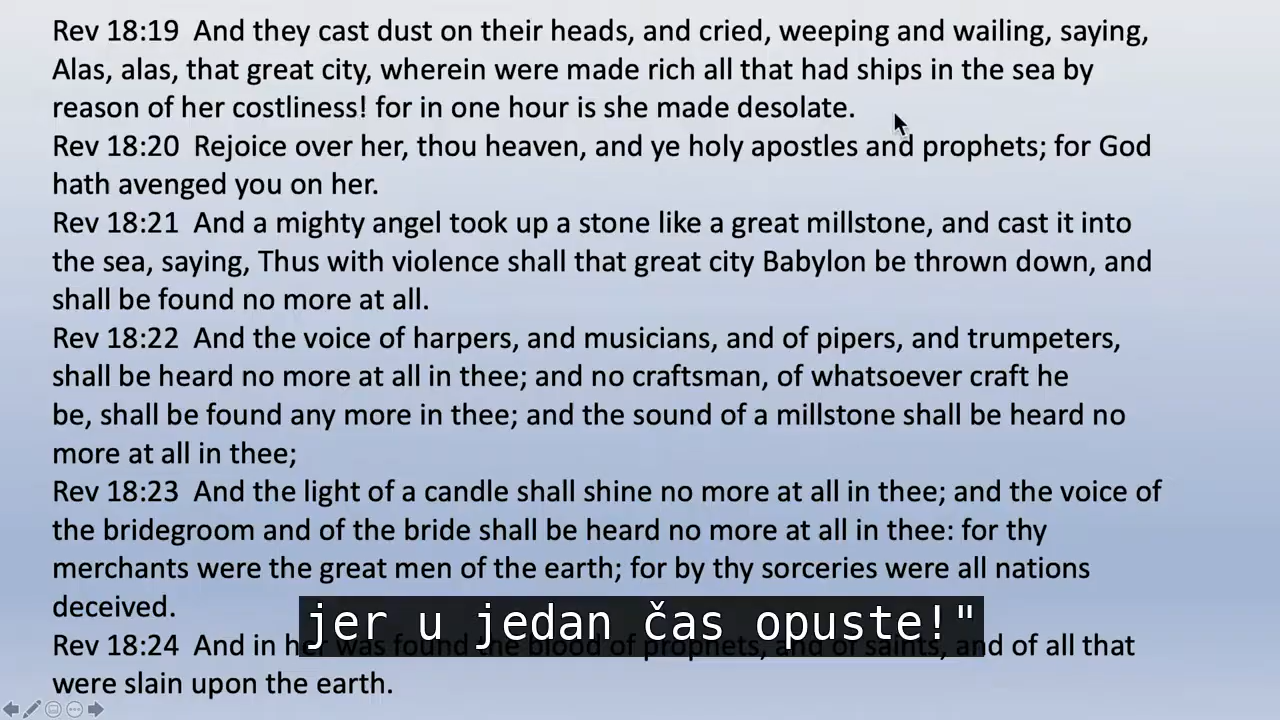 Rev 18:19  And they cast dust on their heads, and cried, weeping and wailing, saying,
Alas, alas, that great city, wherein were made rich all that had ships in the sea by
reason of her costliness! for in one hour is she made desolate.
Rev 18:20  Rejoice over her, thou heaven, and ye holy apostles and prophets; for God
hath avenged you on her.
Rev 18:21  And a mighty angel took up a stone like a great millstone, and cast it into
the sea, saying, Thus with violence shall that great city Babylon be thrown down, and
shall be found no more at all.
Rev 18:22  And the voice of harpers, and musicians, and of pipers, and trumpeters,
shall be heard no more at all in thee; and no craftsman, of whatsoever craft he
be, shall be found any more in thee; and the sound of a millstone shall be heard no
more at all in thee;
Rev 18:23  And the light of a candle shall shine no more at all in thee; and the voice of
the bridegroom and of the bride shall be heard no more at all in thee: for thy
merchants were the great men of the earth; for by thy sorceries were all nations
deceived.
jer u jedan čas opuste!"
Rev 18:24  And in her was found the blood of prophets, and of saints, and of all that
were slain upon the earth.